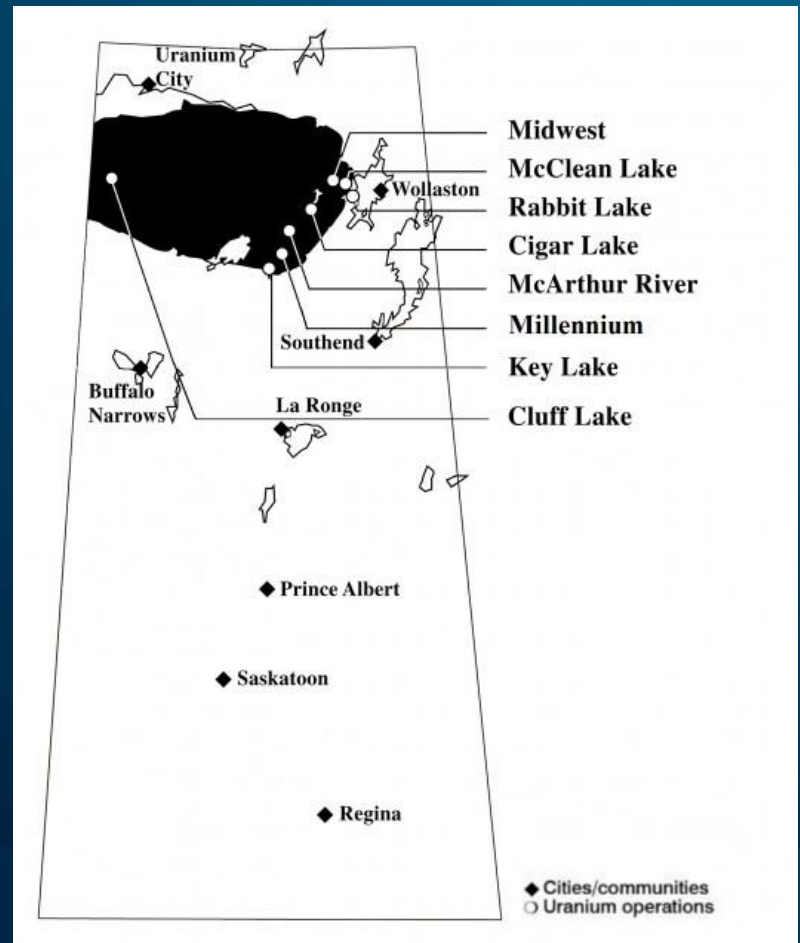 Uranium
City
Midwest
McClean Lake
Wollaston
Rabbit Lake
Cigar Lake
McArthur River
Millennium
Southend
Key Lake
Buffalo
Narrows
La Ronge
Cluff Lake
Prince Albert
Saskatoon
Regina
Cities/communities
Uranium operations